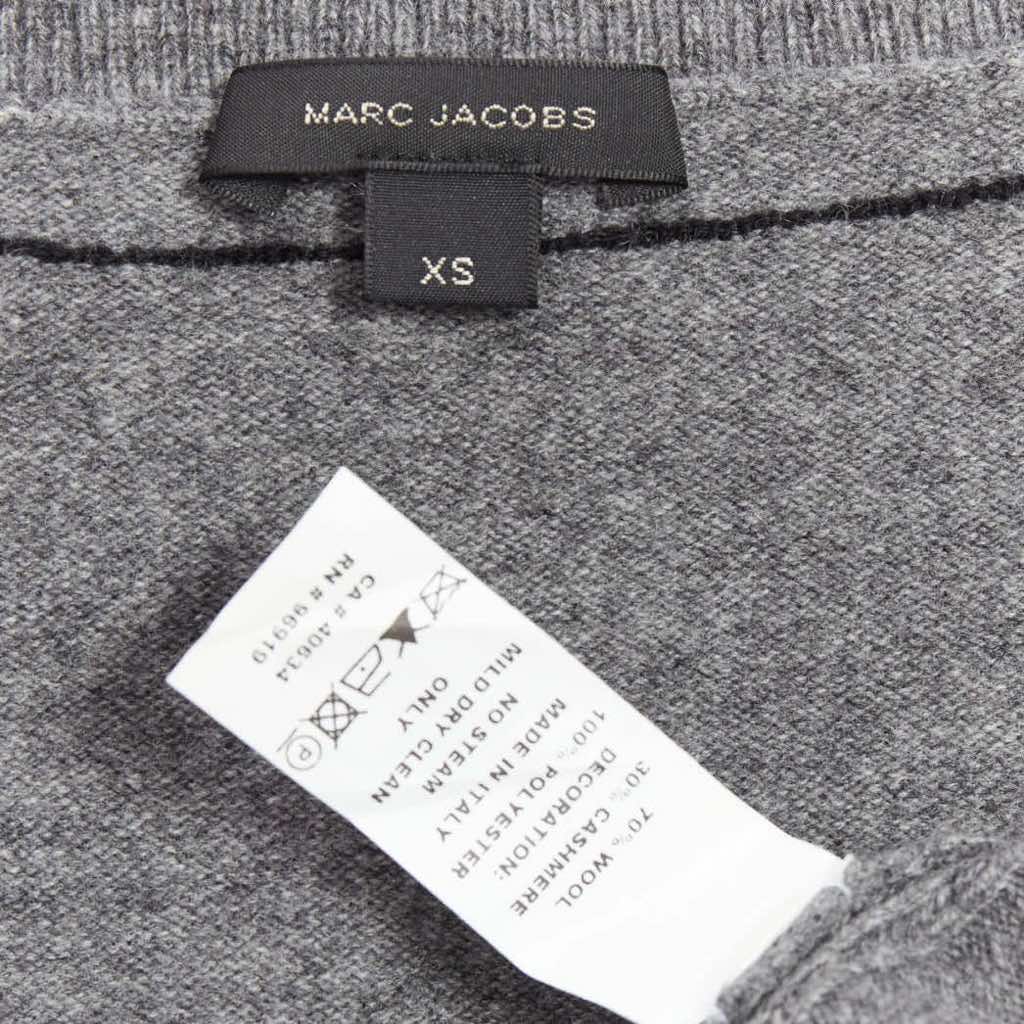 MARC JACOBS
XS
70% WOOL
30% CASHMERE
DECORATION:
100% POLYESTER
MADE IN ITALY
NO STEAM
MILD DRY CLEAN
ONLY
P
CA # 40634
RN # 96919